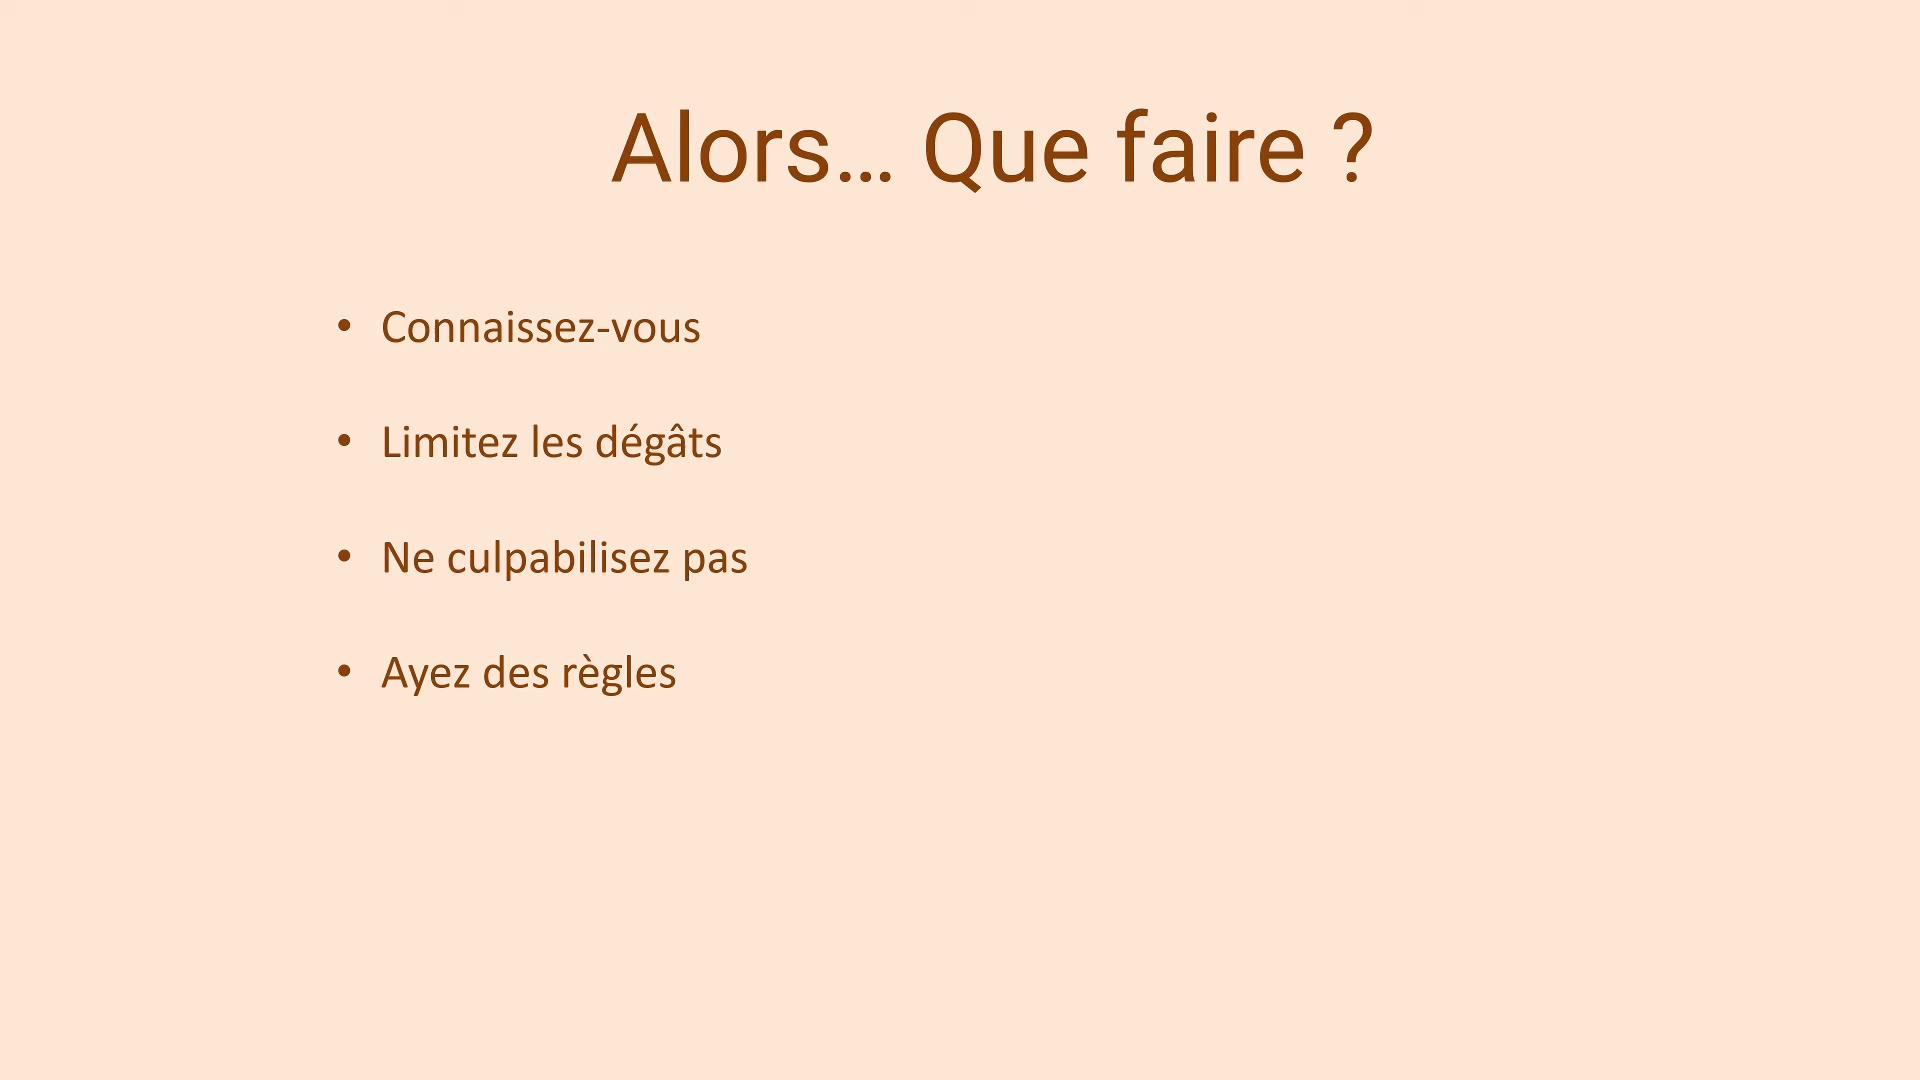 Alors... Que faire ?
• Connaissez-vous
• Limitez les dégâts
• Ne culpabilisez pas
• Ayez des règles